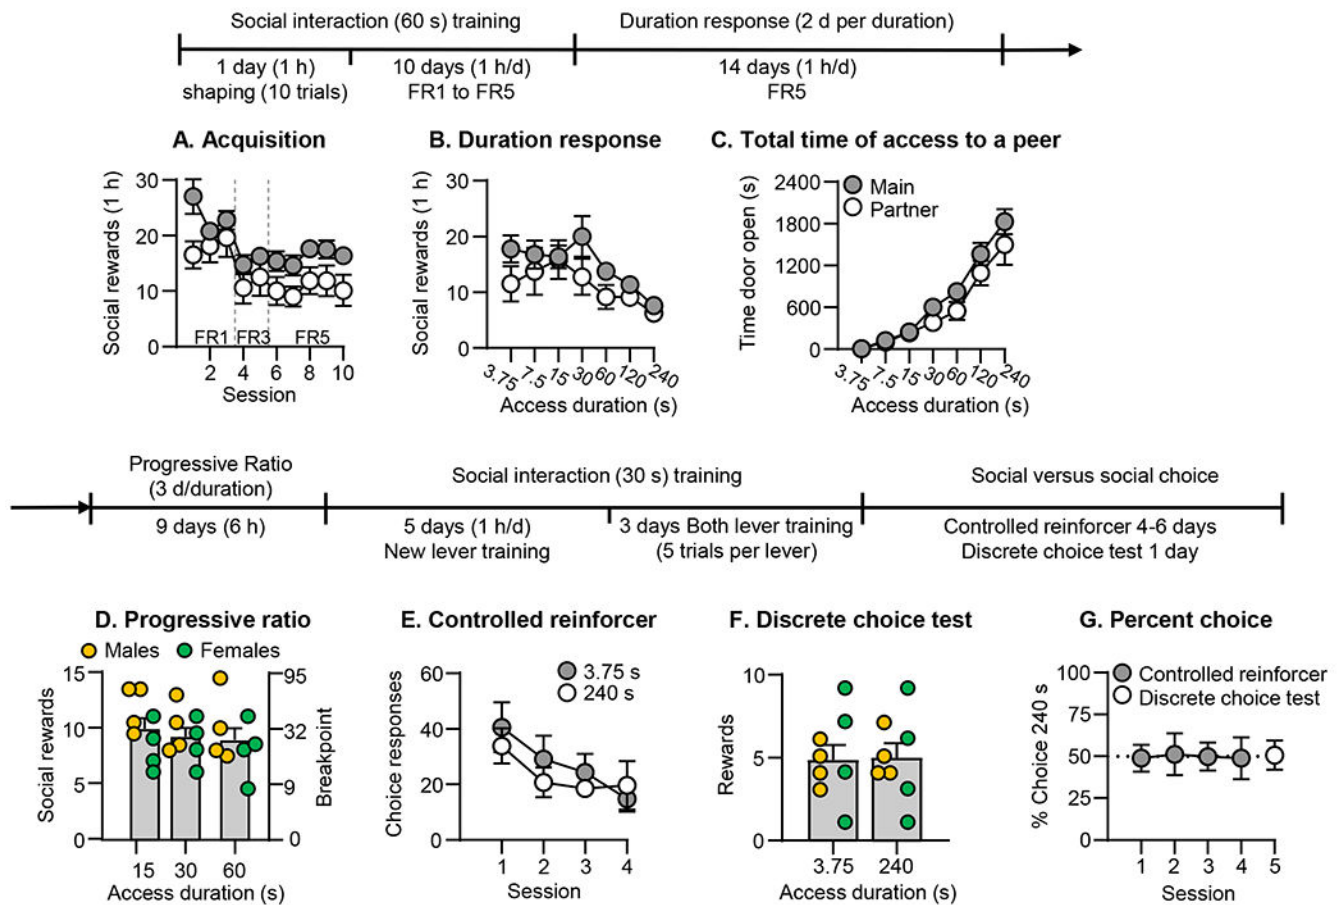 Social interaction (60 s) training
Duration response (2 d per duration)
1 day (1 h)
shaping (10 trials)
10 days (1 h/d)
FR1 to FR5
14 days (1 h/d)
FR5
A. Acquisition
Social rewards (1 h)
30
20
10
0
FR1
FR3
FR5
2
4
6
8
10
Session
B. Duration response
Social rewards (1 h)
30
20
10
0
3.75
7.5
15
30
60
120
240
Access duration (s)
C. Total time of access to a peer
Time door open (s)
2400
1800
1200
600
0
Main
Partner
3.75
7.5
15
30
60
120
240
Access duration (s)
Progressive Ratio
(3 d/duration)
Social interaction (30 s) training
Social versus social choice
9 days (6 h)
5 days (1 h/d)
New lever training
3 days Both lever training
(5 trials per lever)
Controlled reinforcer 4-6 days
Discrete choice test 1 day
D. Progressive ratio
Males
Females
Social rewards
15
10
5
0
95
32
9
0
Breakpoint
15
30
60
Access duration (s)
E. Controlled reinforcer
Choice responses
60
40
20
0
3.75 s
240 s
1
2
3
4
Session
F. Discrete choice test
Rewards
10
5
0
3.75
240
Access duration (s)
G. Percent choice
% Choice 240 s
100
75
50
25
0
Controlled reinforcer
Discrete choice test
1
2
3
4
5
Session